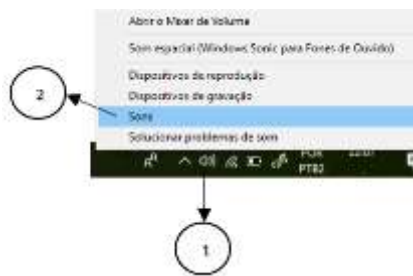 Abrir o Mixer de Volume
Som espacial (Windows Sonic para Fones de Ouvido)
Dispositivos de reprodução
Dispositivos de gravação
2
Sons
Solucionar problemas de som
POR
PTB2
1